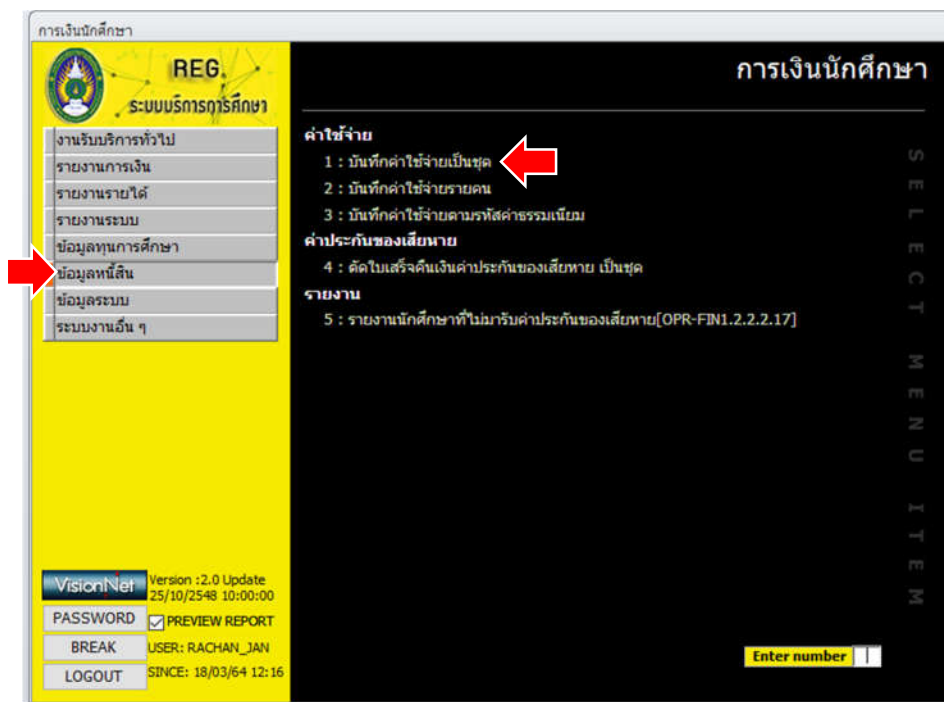 การเงินนักศึกษา
REG.
ระบบบริการการศึกษา
งานรับบริการทั่วไป
รายงานการเงิน
รายงานรายได้
รายงานระบบ
ข้อมูลทุนการศึกษา
ข้อมูลหนี้สิน
ข้อมูลระบบ
ระบบงานอื่น ๆ
VisionNet
Version :2.0 Update
25/10/2548 10:00:00
PASSWORD
PREVIEW REPORT
BREAK
USER: RACHAN_JAN
LOGOUT
SINCE: 18/03/64 12:16
การเงินนักศึกษา
ค่าใช้จ่าย
1 : บันทึกค่าใช้จ่ายเป็นชุด
2 : บันทึกค่าใช้จ่ายรายคน
3 : บันทึกค่าใช้จ่ายตามรหัสค่าธรรมเนียม
ค่าประกันของเสียหาย
4 : ตัดใบเสร็จคืนเงินค่าประกันของเสียหาย เป็นชุด
รายงาน
5 : รายงานนักศึกษาที่ไม่มารับค่าประกันของเสียหาย[OPR-FIN1.2.2.2.17]
SELECT MENU ITEM
Enter number